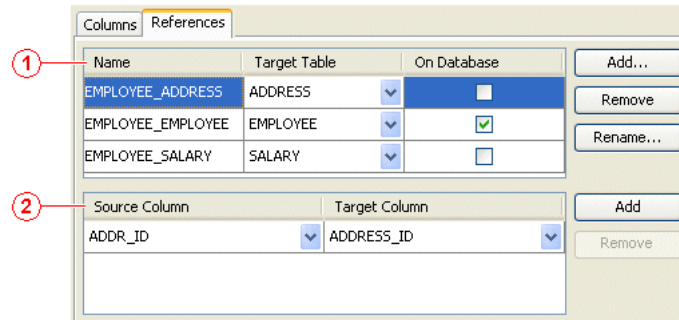 Columns References
1
Name Target Table On Database Add...
EMPLOYEE_ADDRESS ADDRESS Remove
EMPLOYEE_EMPLOYEE EMPLOYEE Rename...
EMPLOYEE_SALARY SALARY
2
Source Column Target Column Add
ADDR_ID ADDRESS_ID Remove